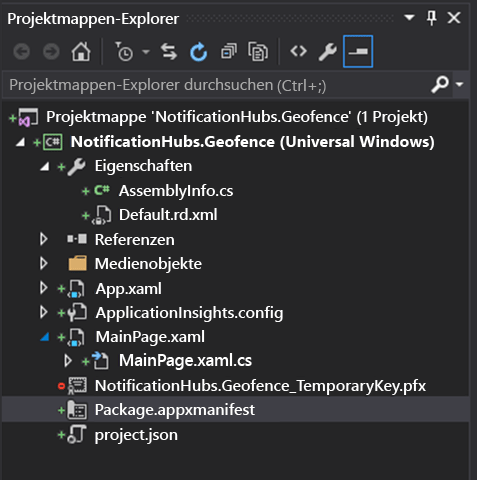 Projektmappen-Explorer
Projektmappen-Explorer durchsuchen (Ctrl+;)
Projektmappe 'NotificationHubs.Geofence' (1 Projekt)
NotificationHubs.Geofence (Universal Windows)
Eigenschaften
C# AssemblyInfo.cs
Default.rd.xml
Referenzen
Medienobjekte
App.xaml
ApplicationInsights.config
MainPage.xaml
MainPage.xaml.cs
NotificationHubs.Geofence_TemporaryKey.pfx
Package.appxmanifest
project.json